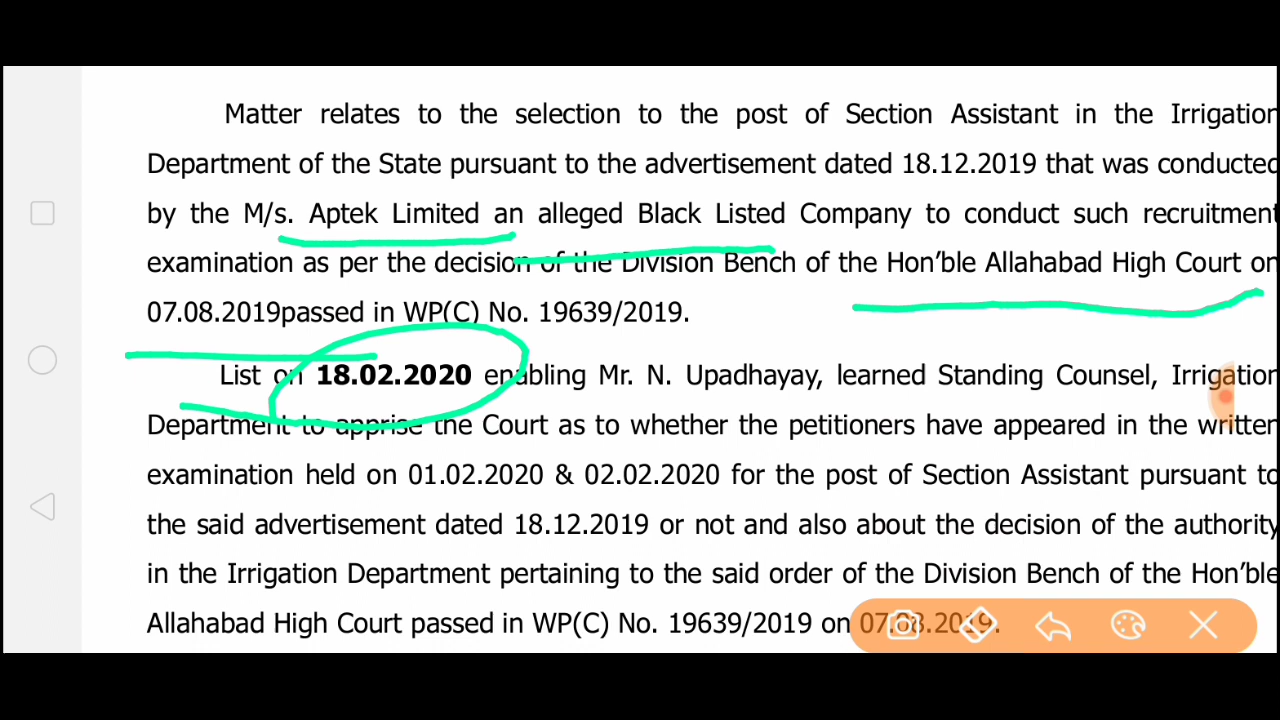 Matter relates to the selection to the post of Section Assistant in the Irrigation
Department of the State pursuant to the advertisement dated 18.12.2019 that was conducted
by the M/s. Aptek Limited an alleged Black Listed Company to conduct such recruitment
examination as per the decision of the Division Bench of the Hon’ble Allahabad High Court on
07.08.2019passed in WP(C) No. 19639/2019.
List on 18.02.2020 enabling Mr. N. Upadhayay, learned Standing Counsel, Irrigation
Department to apprise the Court as to whether the petitioners have appeared in the written
examination held on 01.02.2020 & 02.02.2020 for the post of Section Assistant pursuant to
the said advertisement dated 18.12.2019 or not and also about the decision of the authority
in the Irrigation Department pertaining to the said order of the Division Bench of the Hon’ble
Allahabad High Court passed in WP(C) No. 19639/2019 on 07.08.2019.